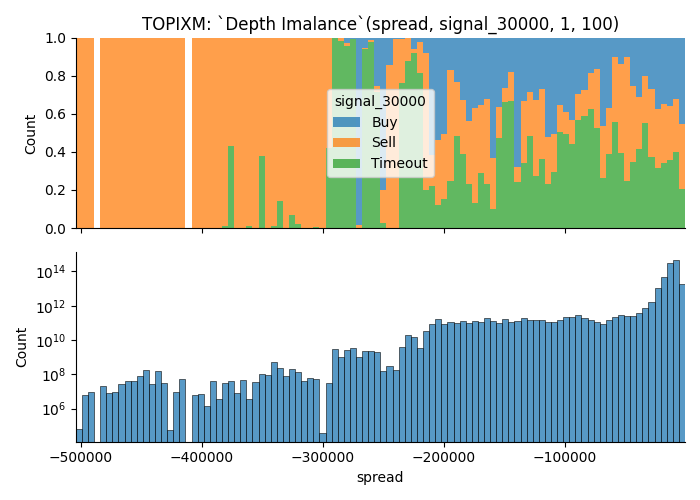 TOPIXM: `Depth Imalance`(spread, signal_30000, 1, 100)
1.0
0.8
0.6
0.4
0.2
0.0
Count
signal_30000
Buy
Sell
Timeout
10^14
10^12
10^10
10^8
10^6
Count
−500000 −400000 −300000 −200000 −100000
spread